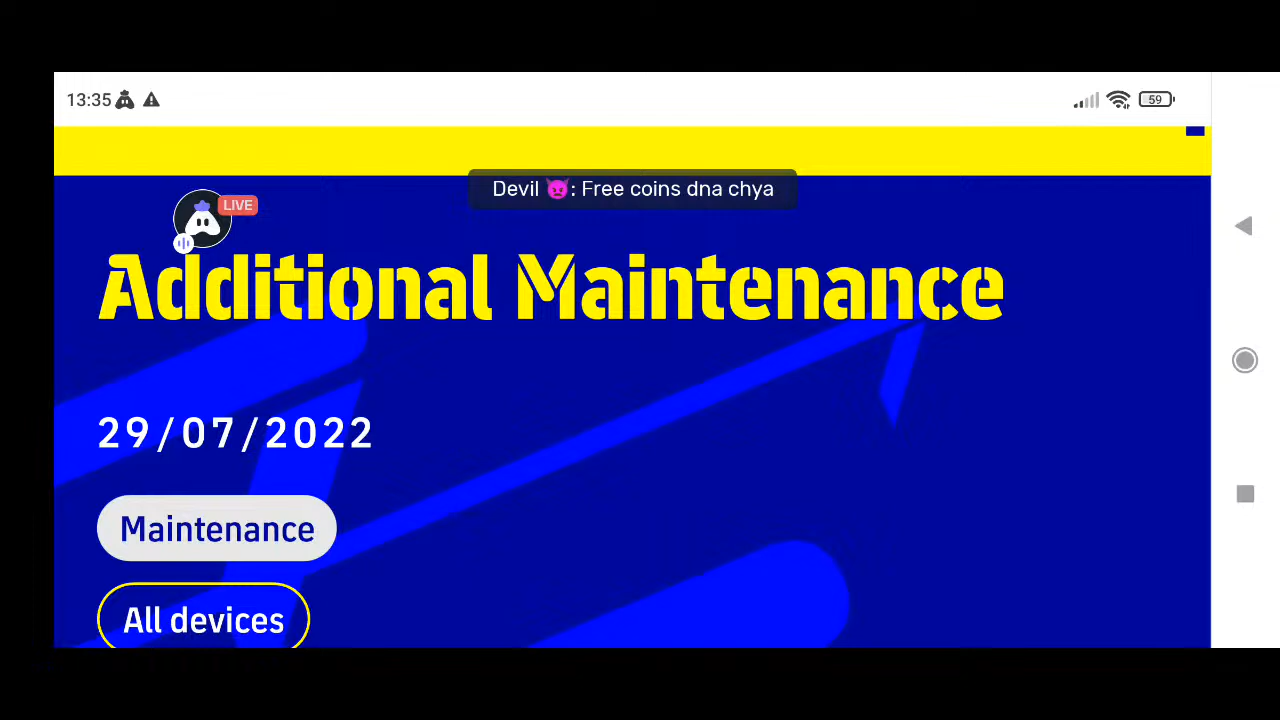 13:35
59
Devil 😈: Free coins dna chya
LIVE
Additional Maintenance
29/07/2022
Maintenance
All devices